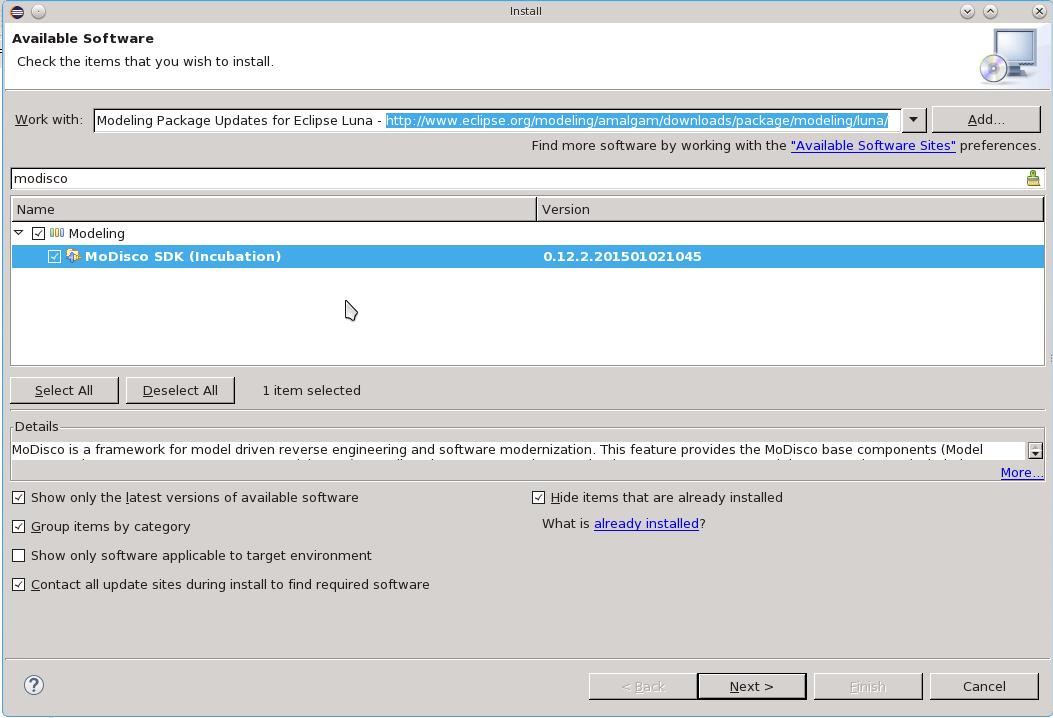 Install
Available Software
Check the items that you wish to install.
Work with: Modeling Package Updates for Eclipse Luna - http://www.eclipse.org/modeling/amalgam/downloads/package/modeling/luna/ Add...
Find more software by working with the "Available Software Sites" preferences.
modisco
Name Version
Modeling
MoDisco SDK (Incubation) 0.12.2.201501021045
Select All Deselect All 1 item selected
Details
MoDisco is a framework for model driven reverse engineering and software modernization. This feature provides the MoDisco base components (Model
More...
Show only the latest versions of available software Hide items that are already installed
Group items by category What is already installed?
Show only software applicable to target environment
Contact all update sites during install to find required software
< Back Next > Finish Cancel